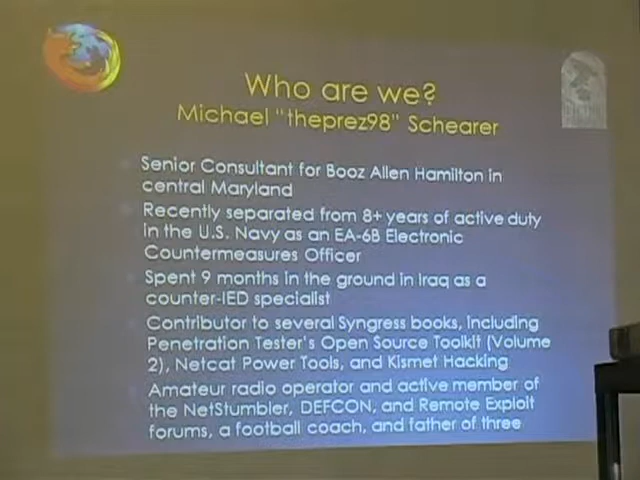 Who are we?
Michael "theprez98" Schearer
Senior Consultant for Booz Allen Hamilton in
central Maryland
Recently separated from 8+ years of active duty
in the U.S. Navy as an EA-6B Electronic
Countermeasures Officer
Spent 9 months in the ground in Iraq as a
counter-IED specialist
Contributor to several Syngress books, including
Penetration Tester's Open Source Toolkit (Volume
2), Netcat Power Tools, and Kismet Hacking
Amateur radio operator and active member of
the NetStumbler, DEFCON, and Remote Exploit
forums, a football coach, and father of three